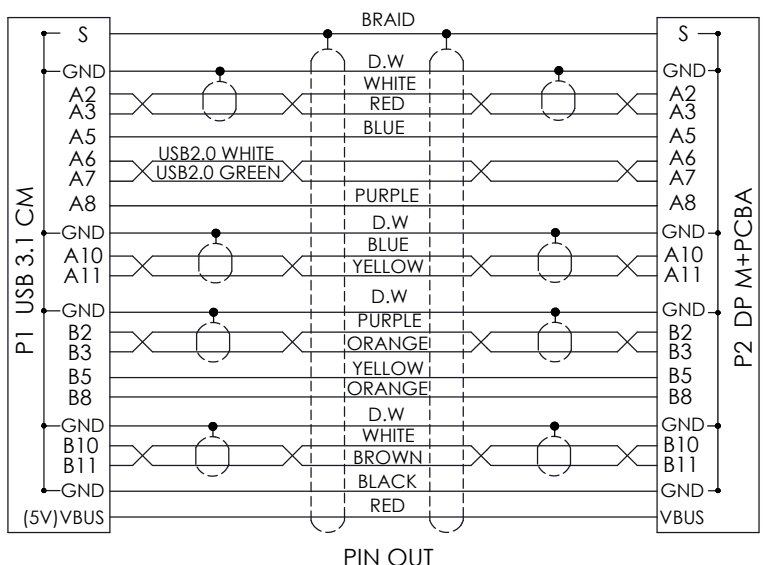 BRAID
S S
D.W
GND GND
WHITE
A2 A2
RED
A3 A3
BLUE
A5 A5
A6 USB2.0 WHITE A6
A7 USB2.0 GREEN A7
PURPLE
A8 A8
D.W
GND GND
BLUE
A10 A10
YELLOW
A11 A11
D.W
GND GND
PURPLE
B2 B2
B3 ORANGE B3
YELLOW
B5 B5
ORANGE
B8 B8
D.W
GND GND
WHITE
B10 B10
B11 BROWN B11
BLACK
GND GND
RED
(5V)VBUS VBUS
P1 USB 3.1 CM
P2 DP M+PCBA
PIN OUT